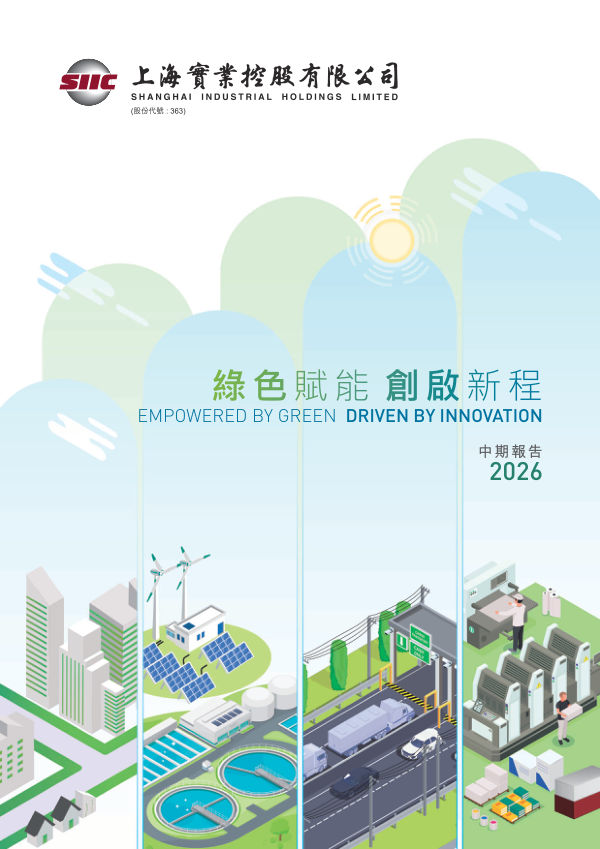 SIIC
上海實業控股有限公司
SHANGHAI INDUSTRIAL HOLDINGS LIMITED
(股份代號 : 363)
綠色賦能 創啟新程
EMPOWERED BY GREEN DRIVEN BY INNOVATION
中期報告
2026